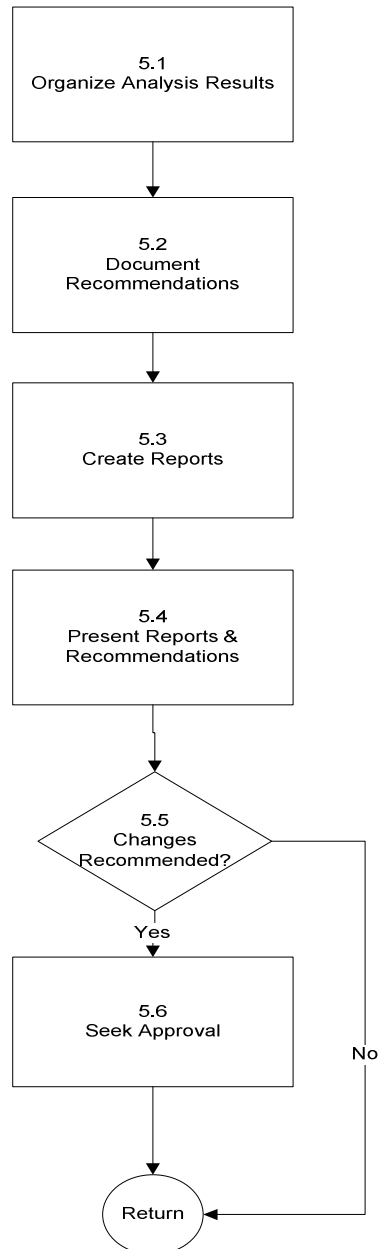 5.1
Organize Analysis Results
5.2
Document
Recommendations
5.3
Create Reports
5.4
Present Reports &
Recommendations
5.5
Changes
Recommended?
Yes
5.6
Seek Approval
No
Return